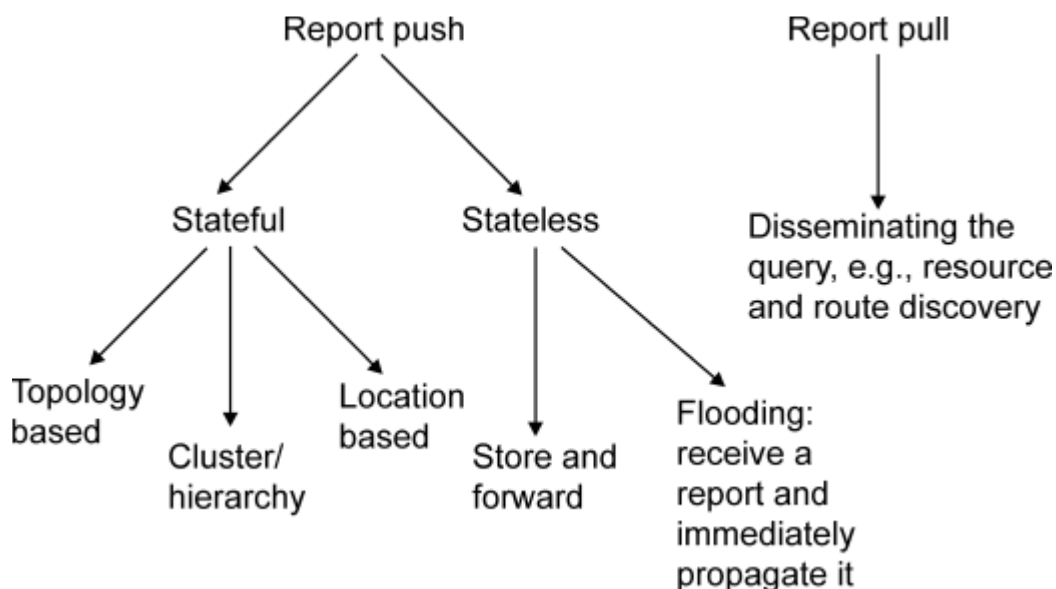 Report push
Report pull
Stateful
Stateless
Disseminating the
query, e.g., resource
and route discovery
Topology
based
Cluster/
hierarchy
Location
based
Store and
forward
Flooding:
receive a
report and
immediately
propagate it